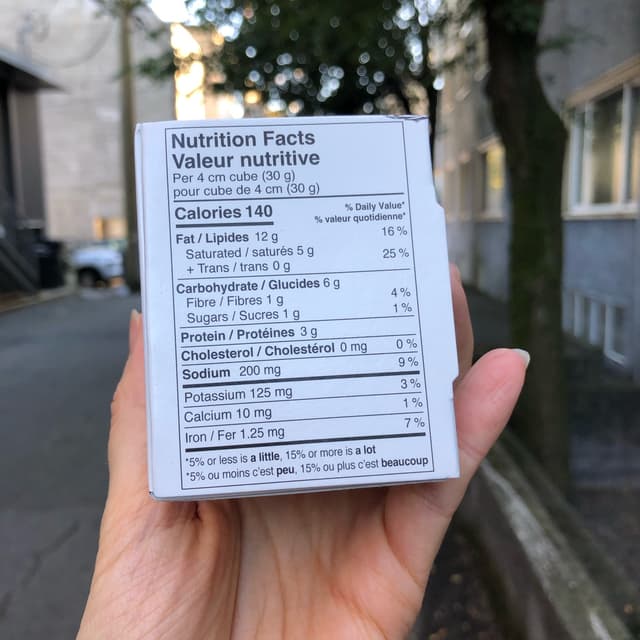 Nutrition Facts
Valeur nutritive
Per 4 cm cube (30 g)
pour cube de 4 cm (30 g)
Calories 140
% Daily Value*
% valeur quotidienne*
Fat / Lipides 12 g 16 %
Saturated / saturés 5 g
+ Trans / trans 0 g 25 %
Carbohydrate / Glucides 6 g
Fibre / Fibres 1 g 4 %
Sugars / Sucres 1 g 1 %
Protein / Protéines 3 g
Cholesterol / Cholestérol 0 mg 0 %
Sodium 200 mg 9 %
Potassium 125 mg 3 %
Calcium 10 mg 1 %
Iron / Fer 1.25 mg 7 %
*5% or less is a little, 15% or more is a lot
*5% ou moins c'est peu, 15% ou plus c'est beaucoup